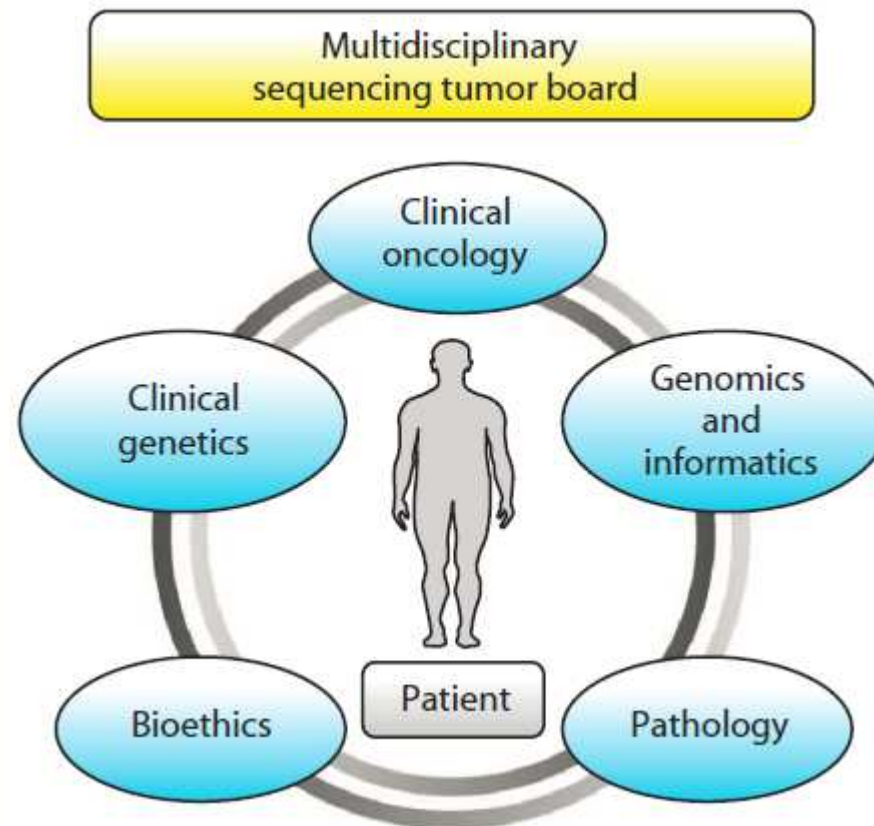 Multidisciplinary
sequencing tumor board
Clinical
oncology
Clinical
genetics
Genomics
and
informatics
Bioethics
Patient
Pathology